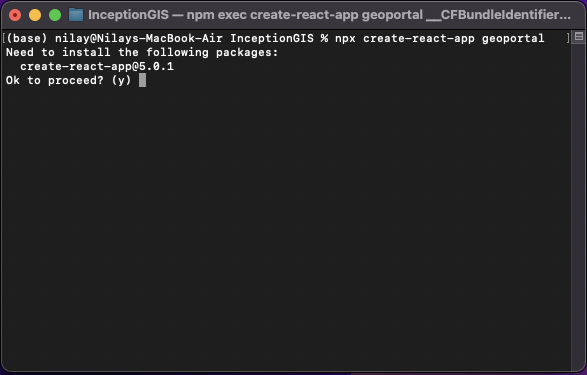 InceptionGIS — npm exec create-react-app geoportal __CFBundleIdentifier...
[(base) nilay@Nilays-MacBook-Air InceptionGIS % npx create-react-app geoportal ]
Need to install the following packages:
create-react-app@5.0.1
Ok to proceed? (y)